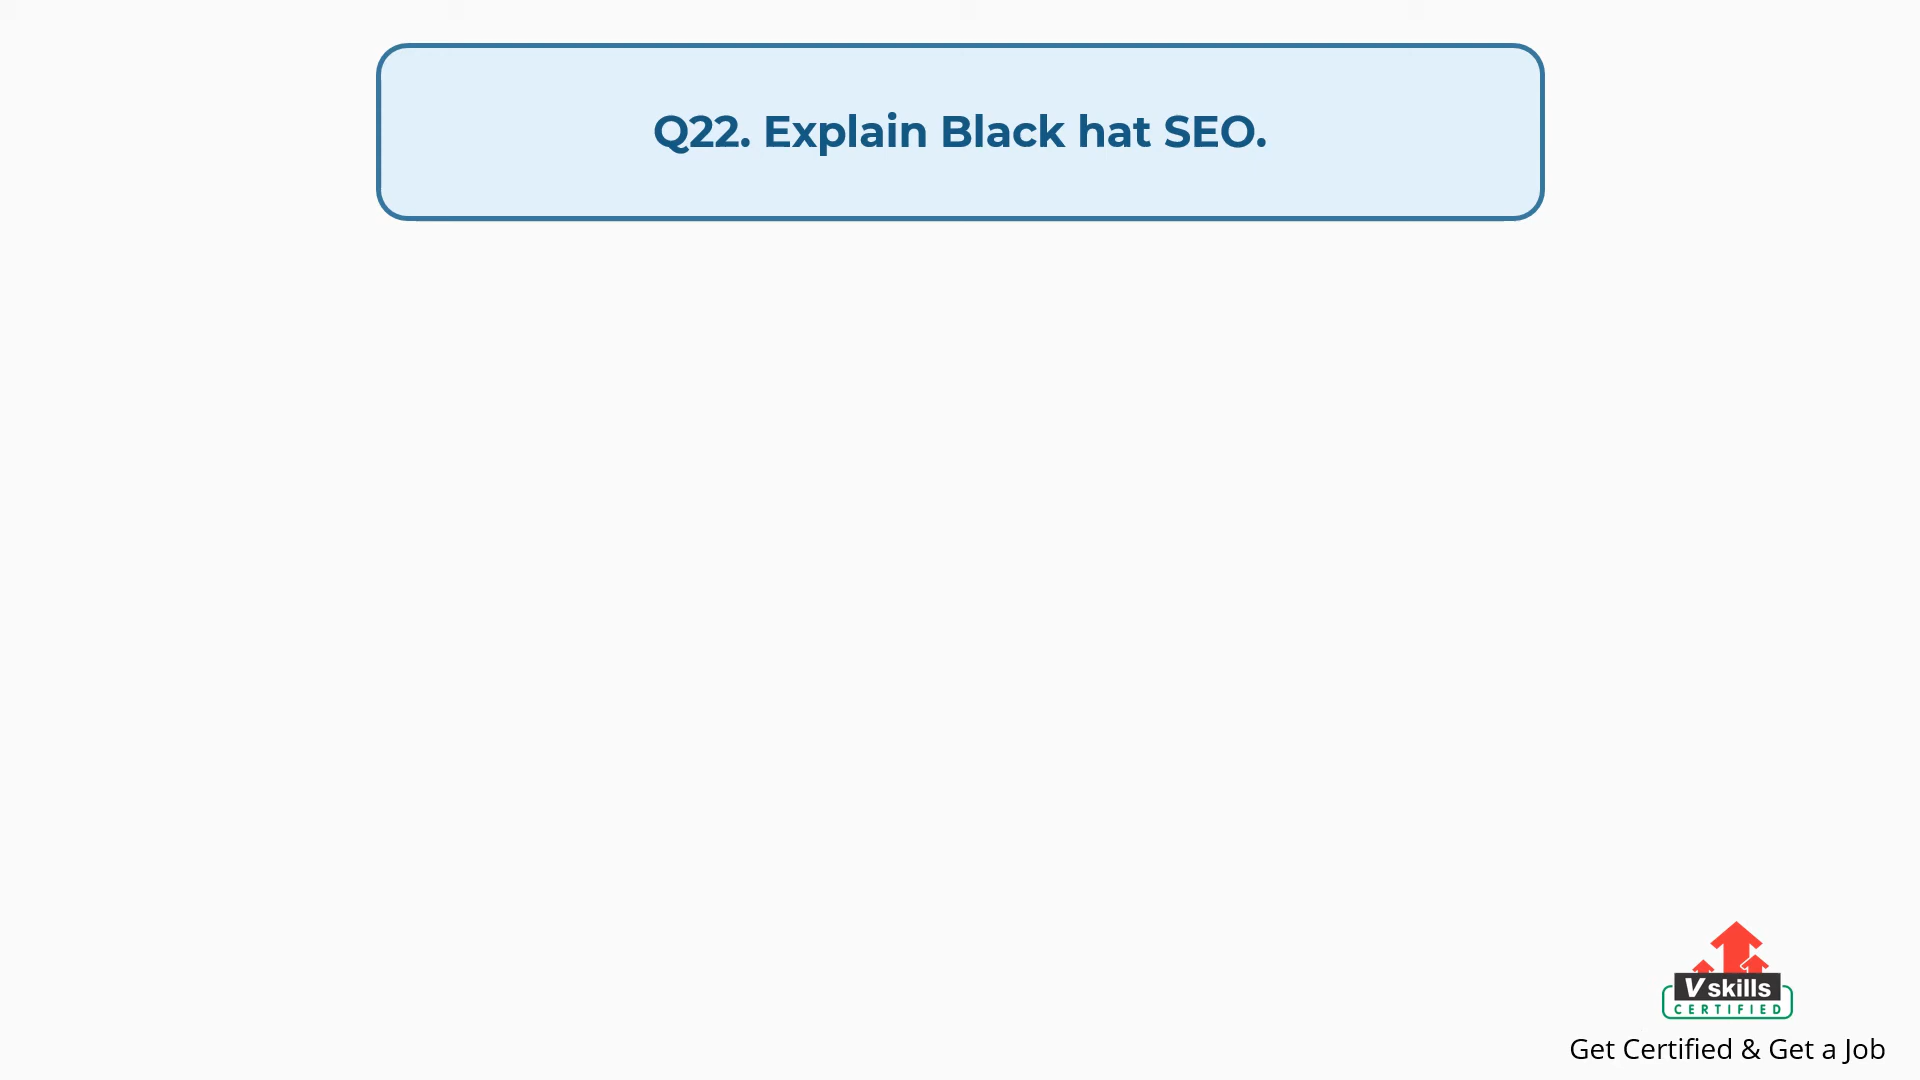 Q22. Explain Black hat SEO.
Vskills
CERTIFIED
Get Certified & Get a Job